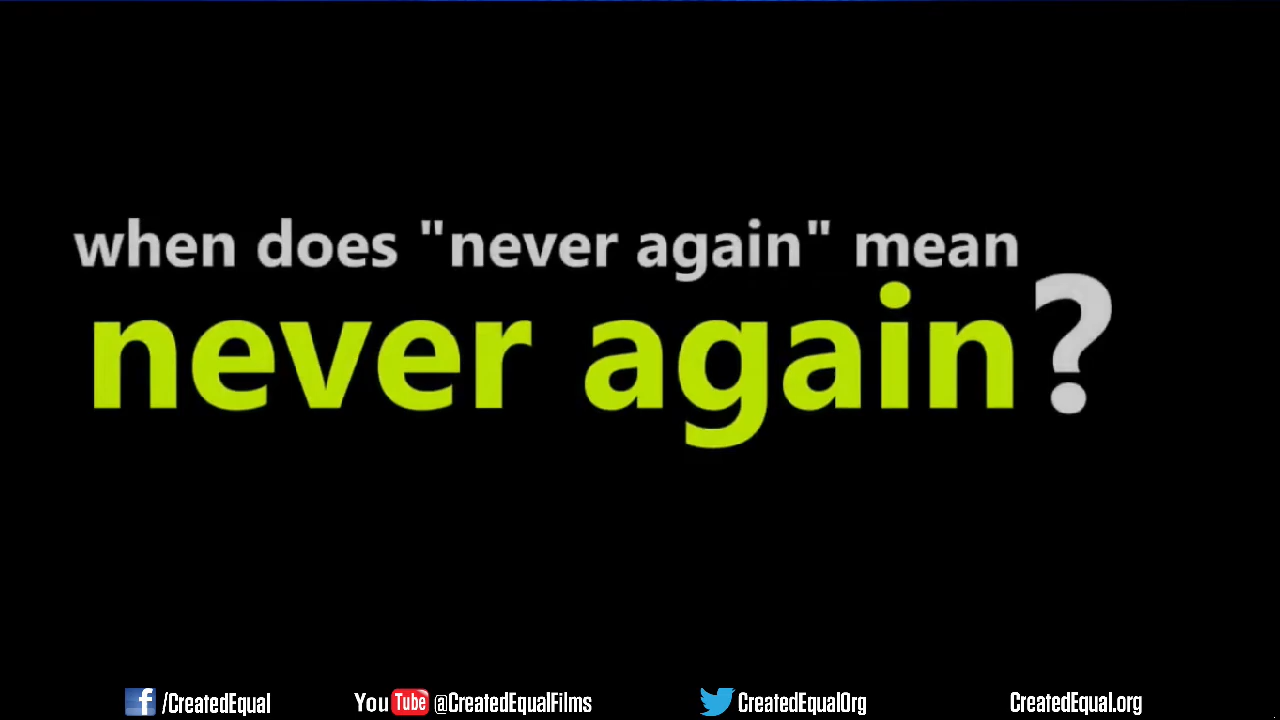 when does "never again" mean
never again?
/CreatedEqual YouTube @CreatedEqualFilms CreatedEqualOrg CreatedEqual.org